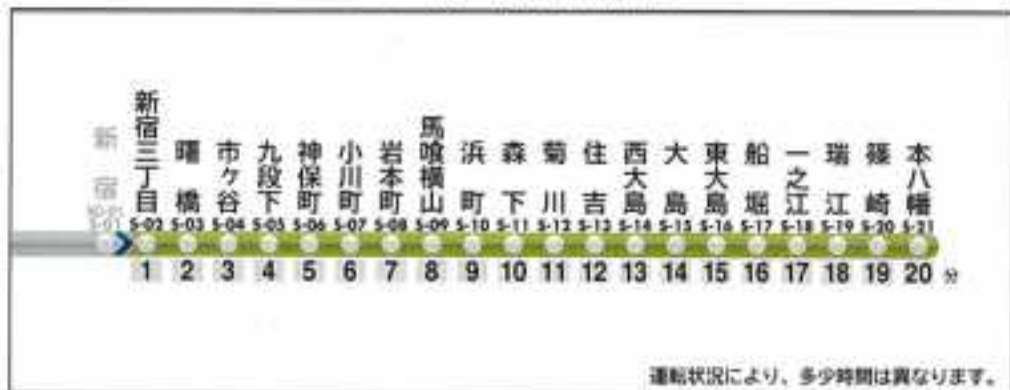 新宿
S-01
新宿三丁目
S-02
1
曙橋
S-03
2
市ヶ谷
S-04
3
九段下
S-05
4
神保町
S-06
5
小川町
S-07
6
岩本町
S-08
7
馬喰横山
S-09
8
浜町
S-10
9
森下
S-11
10
菊川
S-12
11
住吉
S-13
12
西大島
S-14
13
大島
S-15
14
東大島
S-16
15
船堀
S-17
16
一之江
S-18
17
瑞江
S-19
18
篠崎
S-20
19
本八幡
S-21
20
分
運転状況により、多少時間は異なります。